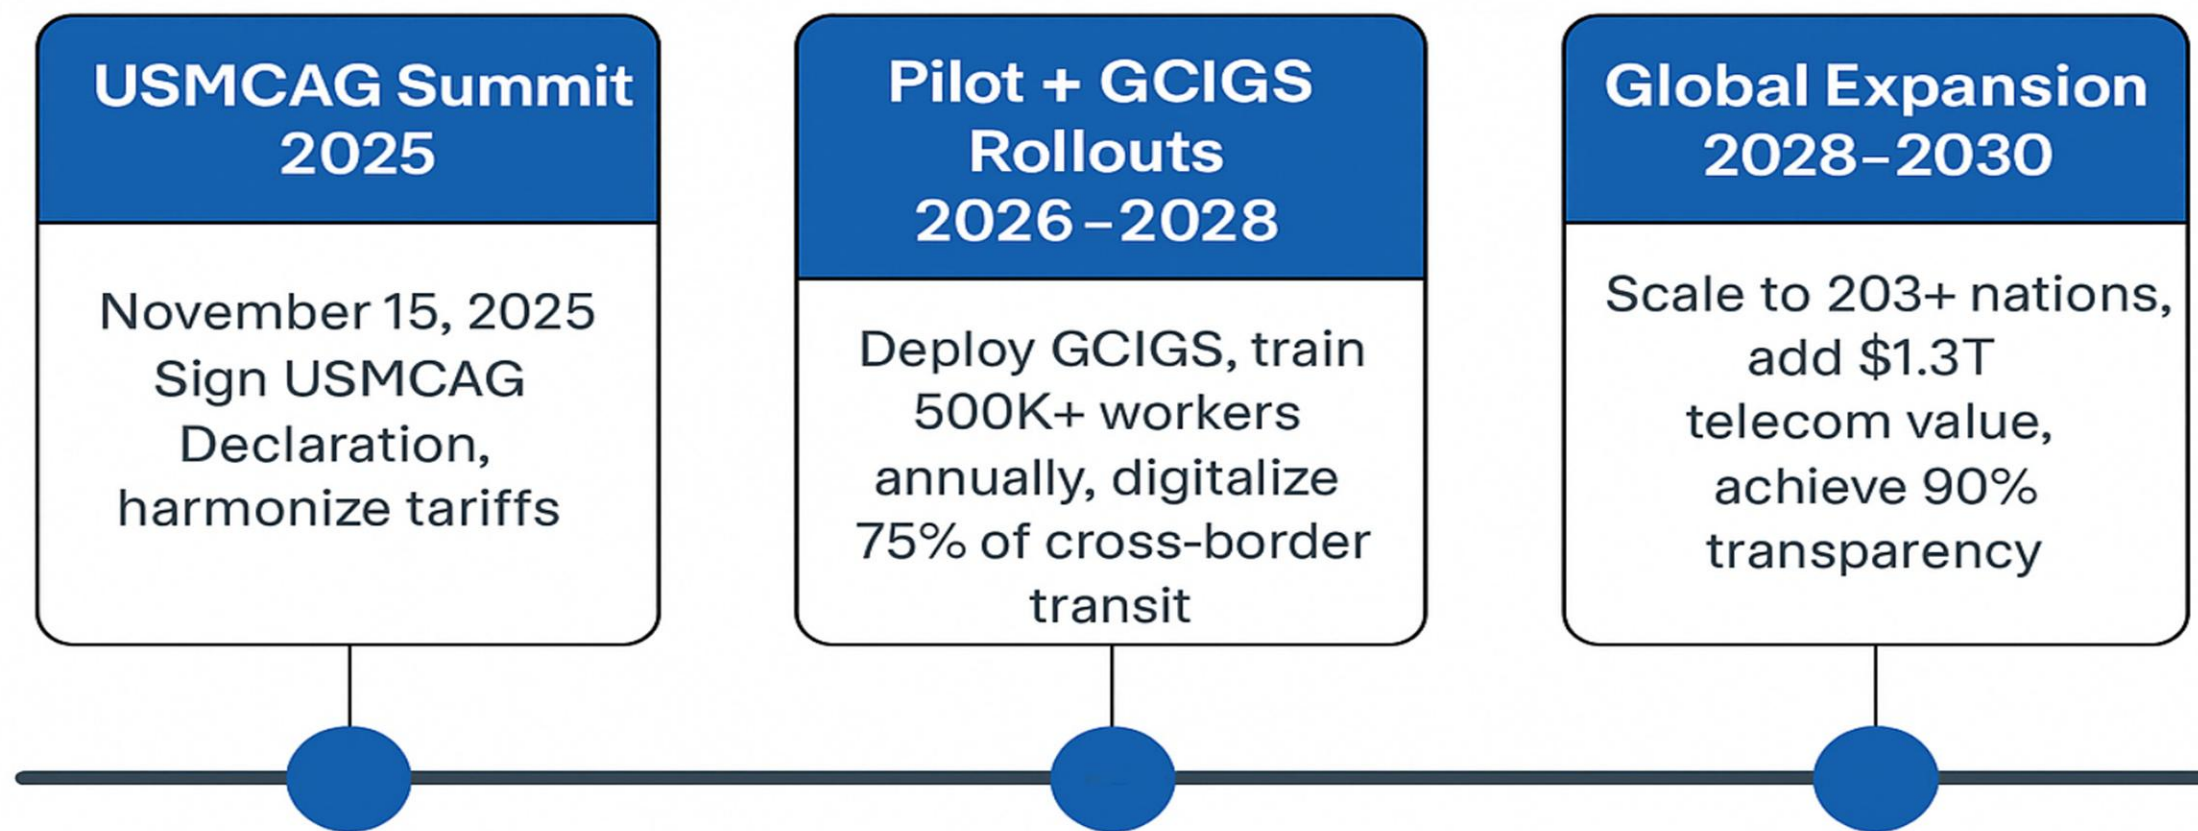 USMCAG Summit
2025
November 15, 2025
Sign USMCAG
Declaration,
harmonize tariffs
Pilot + GCIGS
Rollouts
2026–2028
Deploy GCIGS, train
500K+ workers
annually, digitalize
75% of cross-border
transit
Global Expansion
2028–2030
Scale to 203+ nations,
add $1.3T
telecom value,
achieve 90%
transparency